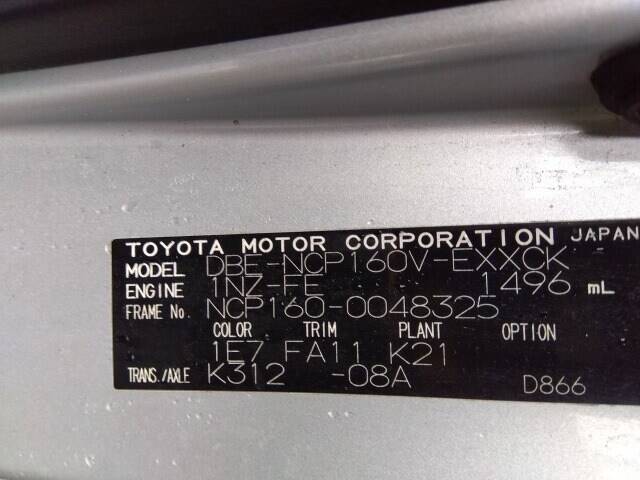 TOYOTA MOTOR CORPORATION JAPAN
MODEL DBE-NCP160V-EXXCK
ENGINE 1NZ-FE 1496 mL
FRAME No. NCP160-0048325
COLOR TRIM PLANT OPTION
1E7 FA11 K21
TRANS./AXLE K312 -08A D866